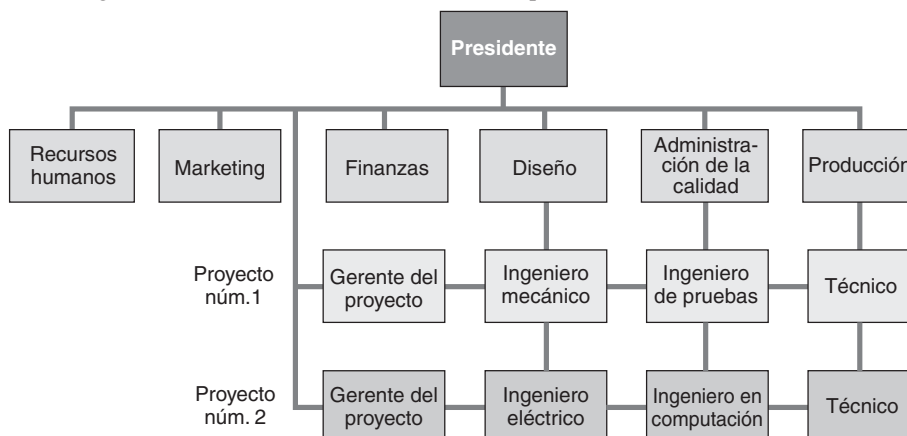 Presidente
Recursos
humanos
Marketing
Finanzas
Diseño
Administra-
ción de la
calidad
Producción
Proyecto
núm.1
Gerente del
proyecto
Ingeniero
mecánico
Ingeniero
de pruebas
Técnico
Proyecto
núm. 2
Gerente del
proyecto
Ingeniero
eléctrico
Ingeniero en
computación
Técnico